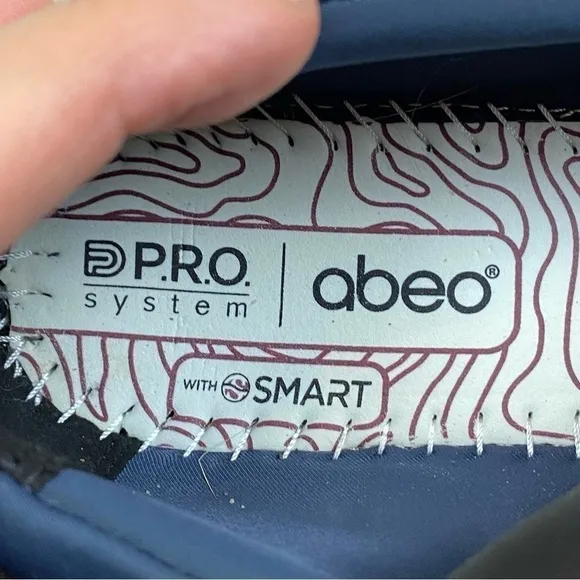 P.R.O.
system
abeo®
WITH SMART